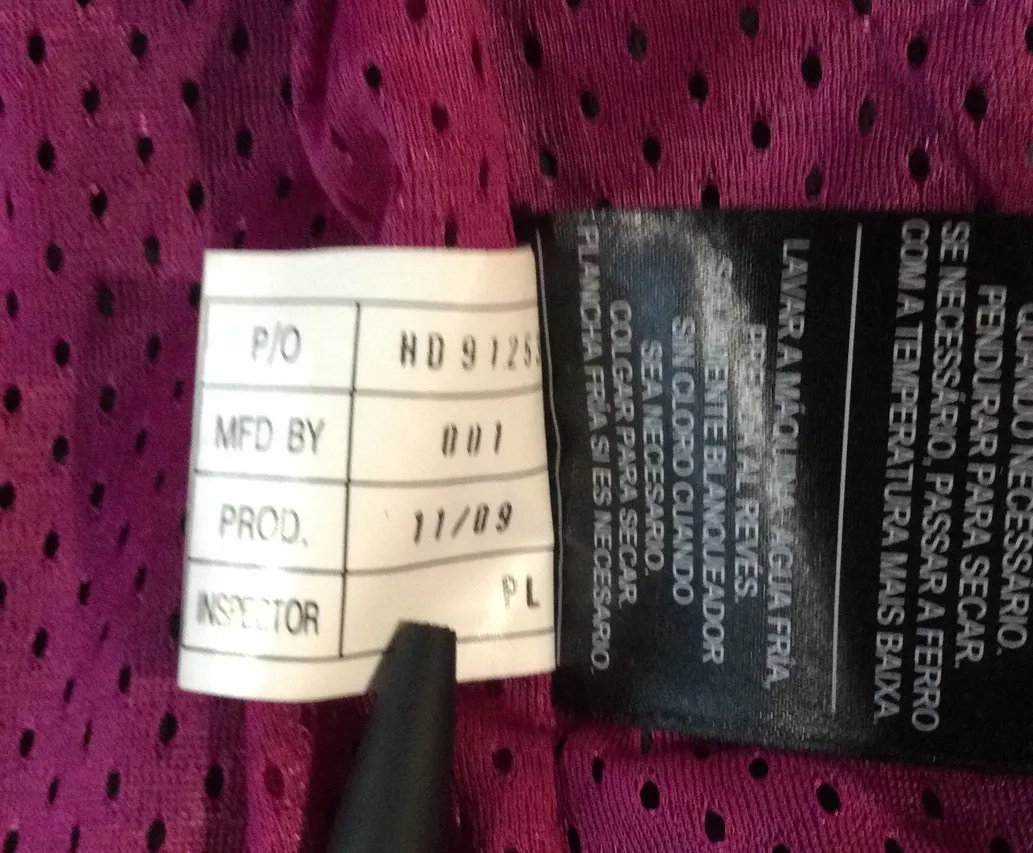 P/O HD 9125
MFD BY 001
PROD. 11/09
INSPECTOR PL
LAVAR A MÁQUINA, AGUA FRÍA,
AL REVES.
BLANQUEADOR
SIN CLORO CUANDO
SEA NECESARIO.
COLGAR PARA SECAR.
PLANCHA FRÍA SI ES NECESARIO.
QUANDO NECESSÁRIO.
PENDURAR PARA SECAR.
SE NECESSÁRIO, PASSAR A FERRO
COM A TEMPERATURA MAIS BAIXA.